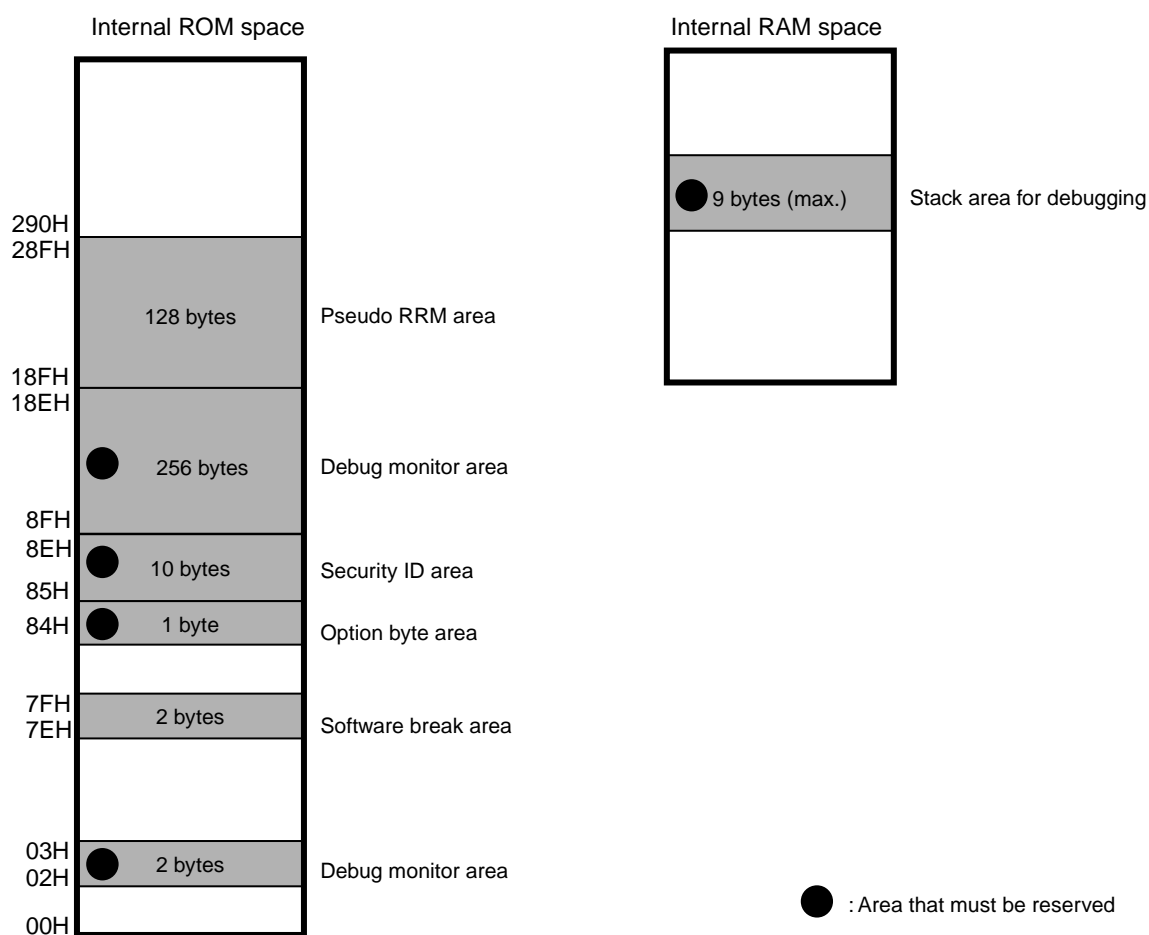 Internal ROM space
290H
28FH
128 bytes
Pseudo RRM area
18FH
18EH
256 bytes
Debug monitor area
8FH
8EH
10 bytes
Security ID area
85H
84H
1 byte
Option byte area
7FH
7EH
2 bytes
Software break area
03H
02H
2 bytes
Debug monitor area
00H
Internal RAM space
9 bytes (max.)
Stack area for debugging
: Area that must be reserved